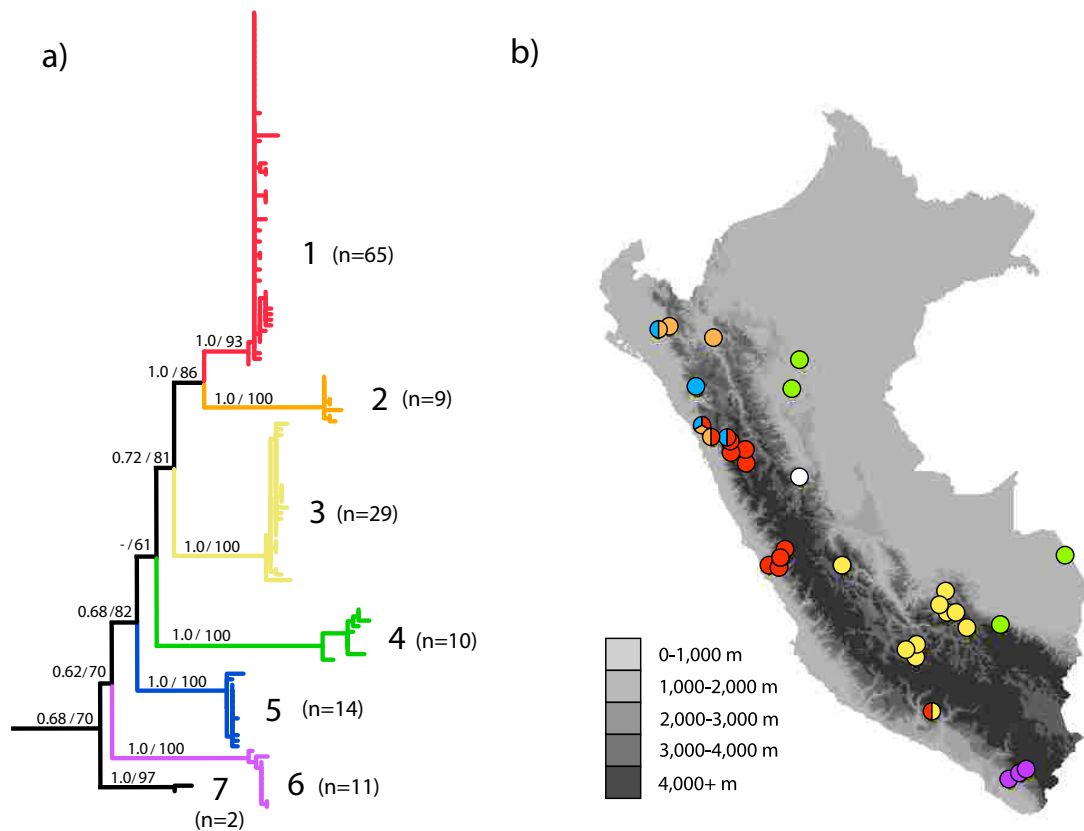 a)
b)
1 (n=65)
1.0 / 93
1.0 / 86
1.0 / 100
2 (n=9)
0.72 / 81
3 (n=29)
1.0 / 100
- / 61
0.68 / 82
1.0 / 100
4 (n=10)
0.62 / 70
1.0 / 100
5 (n=14)
0.68 / 70
1.0 / 100
6 (n=11)
1.0 / 97
7
(n=2)
0-1,000 m
1,000-2,000 m
2,000-3,000 m
3,000-4,000 m
4,000+ m